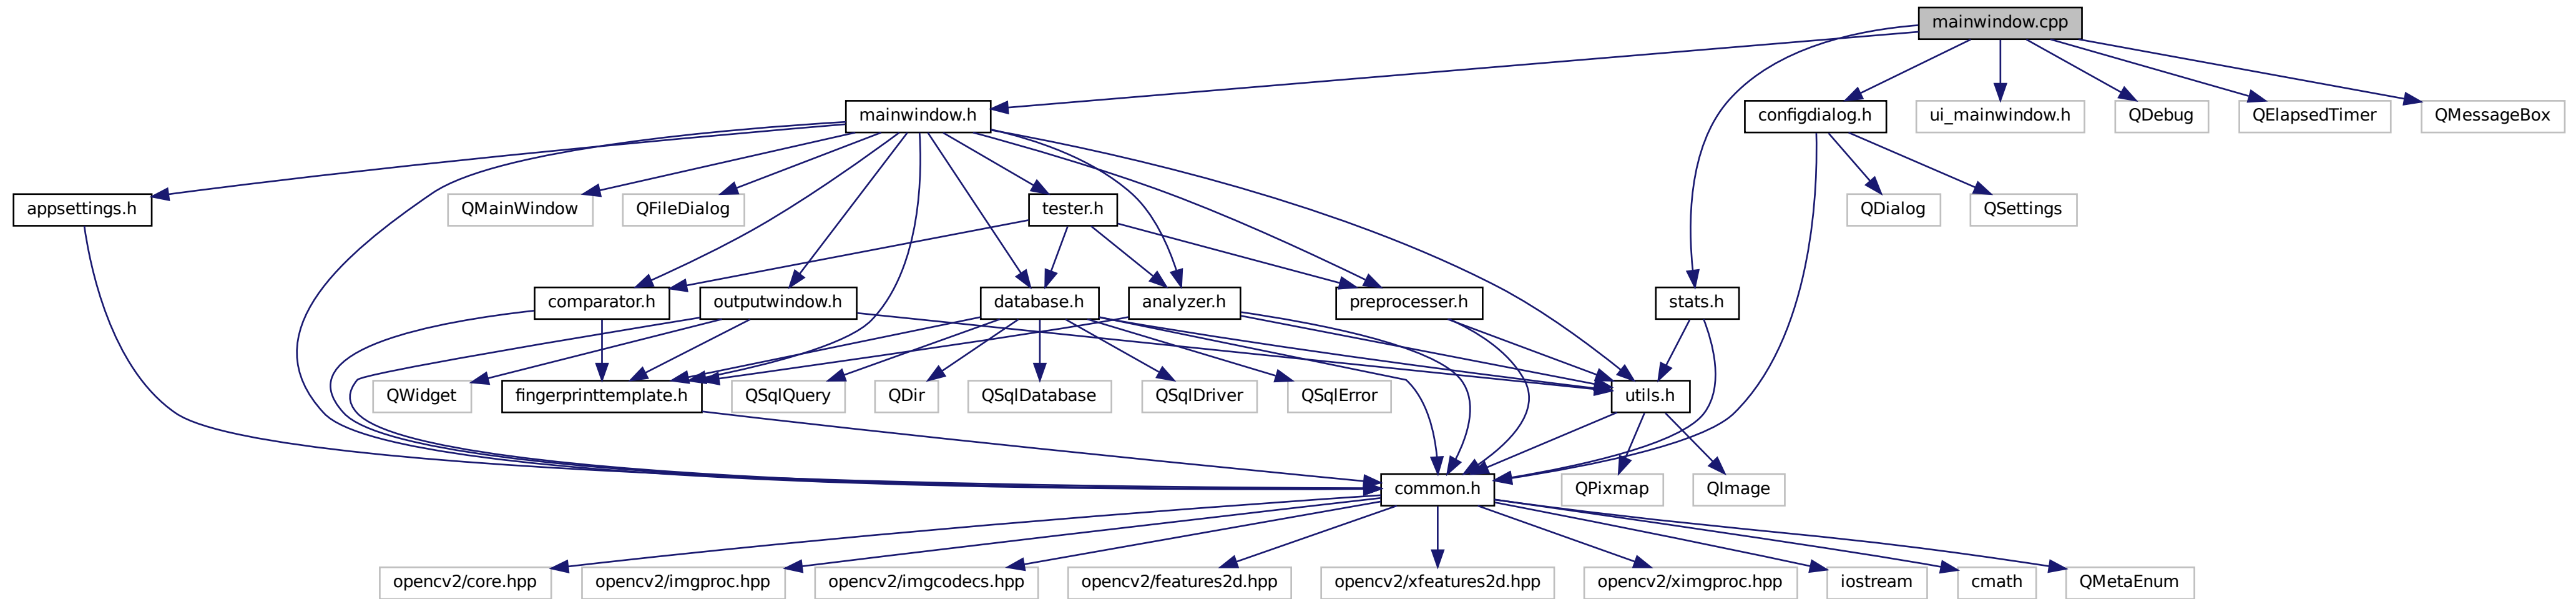 mainwindow.cpp
mainwindow.h
configdialog.h
ui_mainwindow.h
QDebug
QElapsedTimer
QMessageBox
appsettings.h
QMainWindow
QFileDialog
tester.h
QDialog
QSettings
comparator.h
outputwindow.h
database.h
analyzer.h
preprocesser.h
stats.h
QWidget
fingerprinttemplate.h
QSqlQuery
QDir
QSqlDatabase
QSqlDriver
QSqlError
utils.h
common.h
QPixmap
QImage
opencv2/core.hpp
opencv2/imgproc.hpp
opencv2/imgcodecs.hpp
opencv2/features2d.hpp
opencv2/xfeatures2d.hpp
opencv2/ximgproc.hpp
iostream
cmath
QMetaEnum